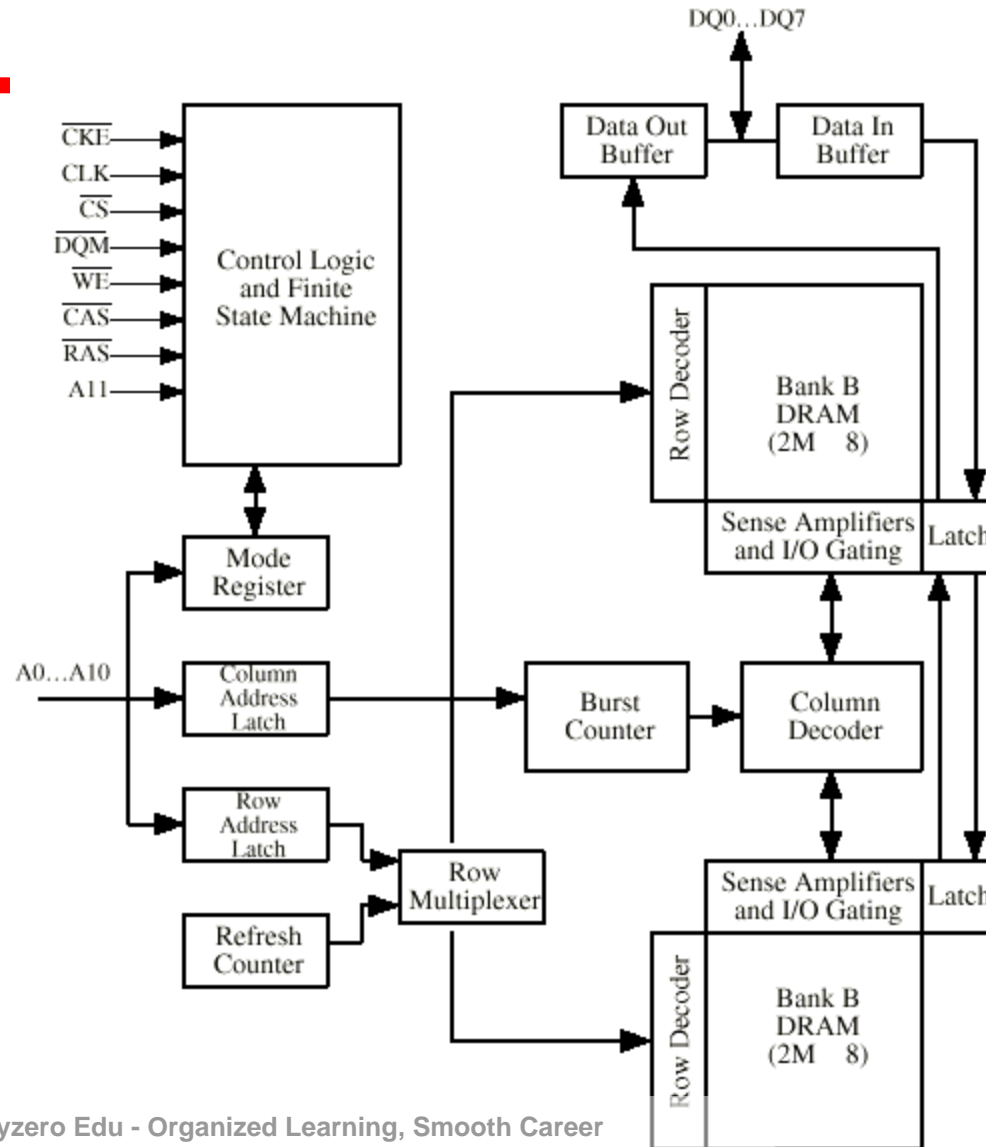 DQ0...DQ7
Data Out
Buffer
Data In
Buffer
CKE
CLK
CS
DQM
WE
CAS
RAS
A11
Control Logic
and Finite
State Machine
Row Decoder
Bank B
DRAM
(2M 8)
Sense Amplifiers
and I/O Gating
Latch
Mode
Register
A0...A10
Column
Address
Latch
Burst
Counter
Column
Decoder
Row
Address
Latch
Row
Multiplexer
Refresh
Counter
Sense Amplifiers
and I/O Gating
Latch
Row Decoder
Bank B
DRAM
(2M 8)
yzero Edu - Organized Learning, Smooth Career